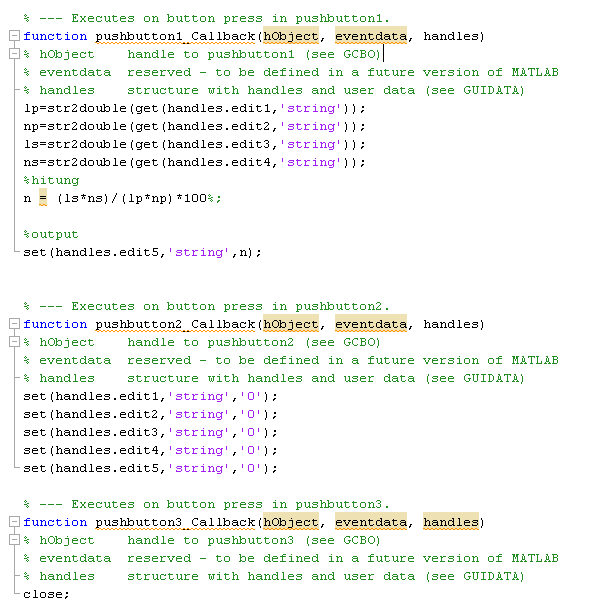 % --- Executes on button press in pushbutton1.
function pushbutton1_Callback(hObject, eventdata, handles)
% hObject    handle to pushbutton1 (see GCBO)
% eventdata  reserved - to be defined in a future version of MATLAB
% handles    structure with handles and user data (see GUIDATA)
lp=str2double(get(handles.edit1,'string'));
np=str2double(get(handles.edit2,'string'));
ls=str2double(get(handles.edit3,'string'));
ns=str2double(get(handles.edit4,'string'));
%hitung
n = (ls*ns)/(lp*np)*100%;
%output
set(handles.edit5,'string',n);
% --- Executes on button press in pushbutton2.
function pushbutton2_Callback(hObject, eventdata, handles)
% hObject    handle to pushbutton2 (see GCBO)
% eventdata  reserved - to be defined in a future version of MATLAB
% handles    structure with handles and user data (see GUIDATA)
set(handles.edit1,'string','0');
set(handles.edit2,'string','0');
set(handles.edit3,'string','0');
set(handles.edit4,'string','0');
set(handles.edit5,'string','0');
% --- Executes on button press in pushbutton3.
function pushbutton3_Callback(hObject, eventdata, handles)
% hObject    handle to pushbutton3 (see GCBO)
% eventdata  reserved - to be defined in a future version of MATLAB
% handles    structure with handles and user data (see GUIDATA)
close;